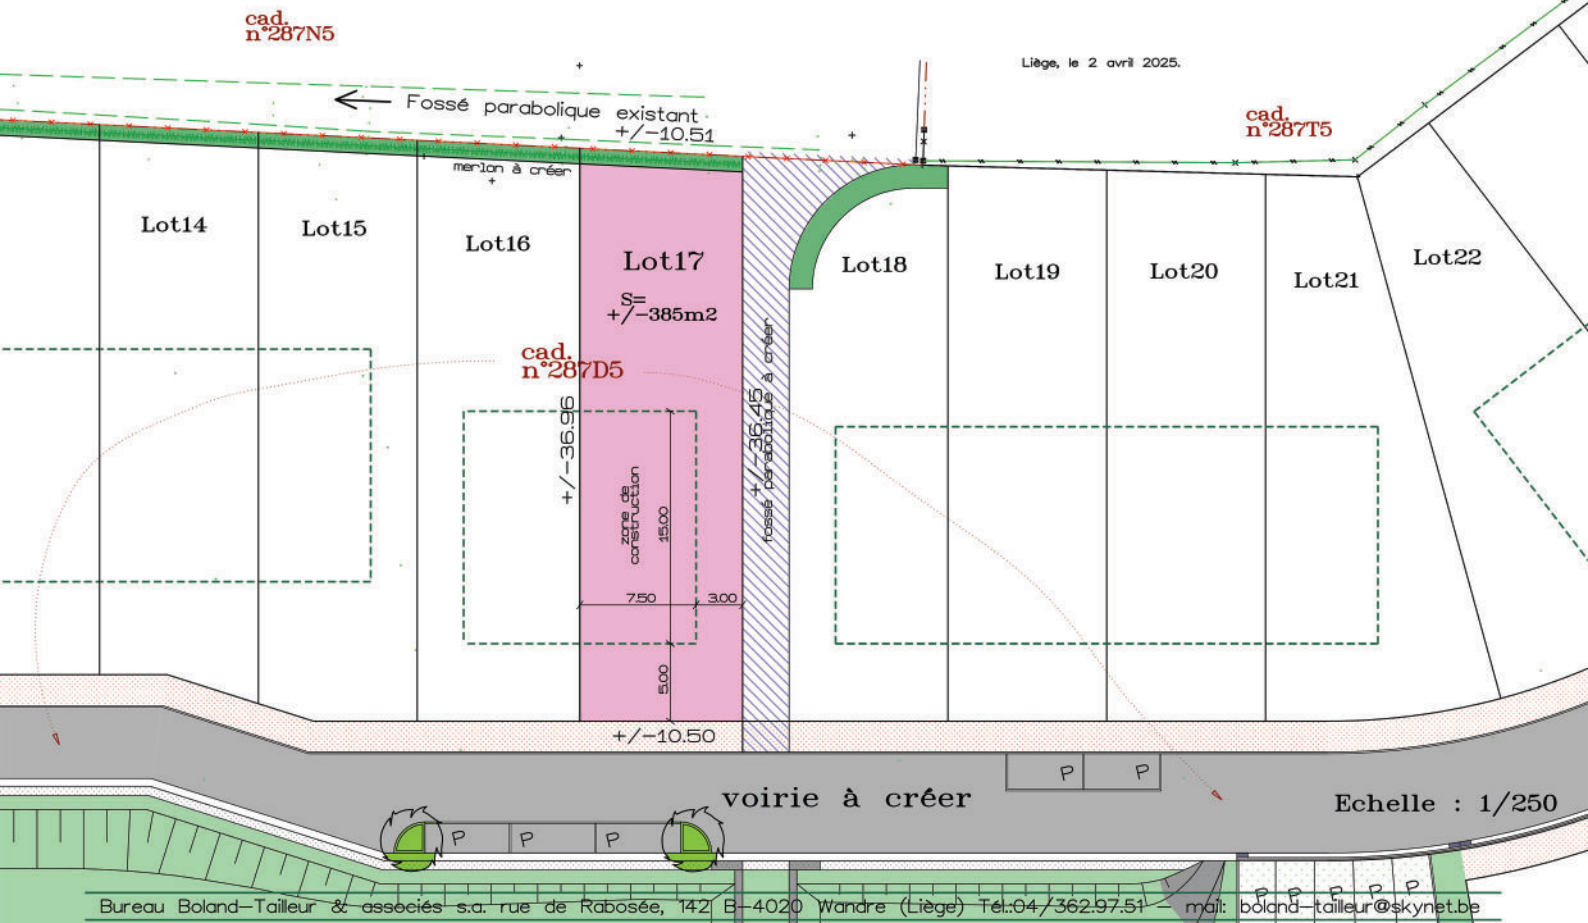 cad.
n°287N5
Liège, le 2 avril 2025.
Fossé parabolique existant
+/-10.51
cad.
n°287T5
merlon à créer
Lot14
Lot15
Lot16
Lot17
S=
+/-385m2
Lot18
Lot19
Lot20
Lot21
Lot22
cad.
n°287D5
+/-36.96
+/-36.45
fossé parabolique à créer
zone de
construction
15.00
7.50
3.00
5.00
+/-10.50
voirie à créer
P
P
Echelle : 1/250
P
P
P
P
P
P
P
P
Bureau Boland-Tailleur & associés s.a. rue de Rabosée, 142 B-4020 Wandre (Liège) Tél.:04/362.97.51 mail: boland-tailleur@skynet.be